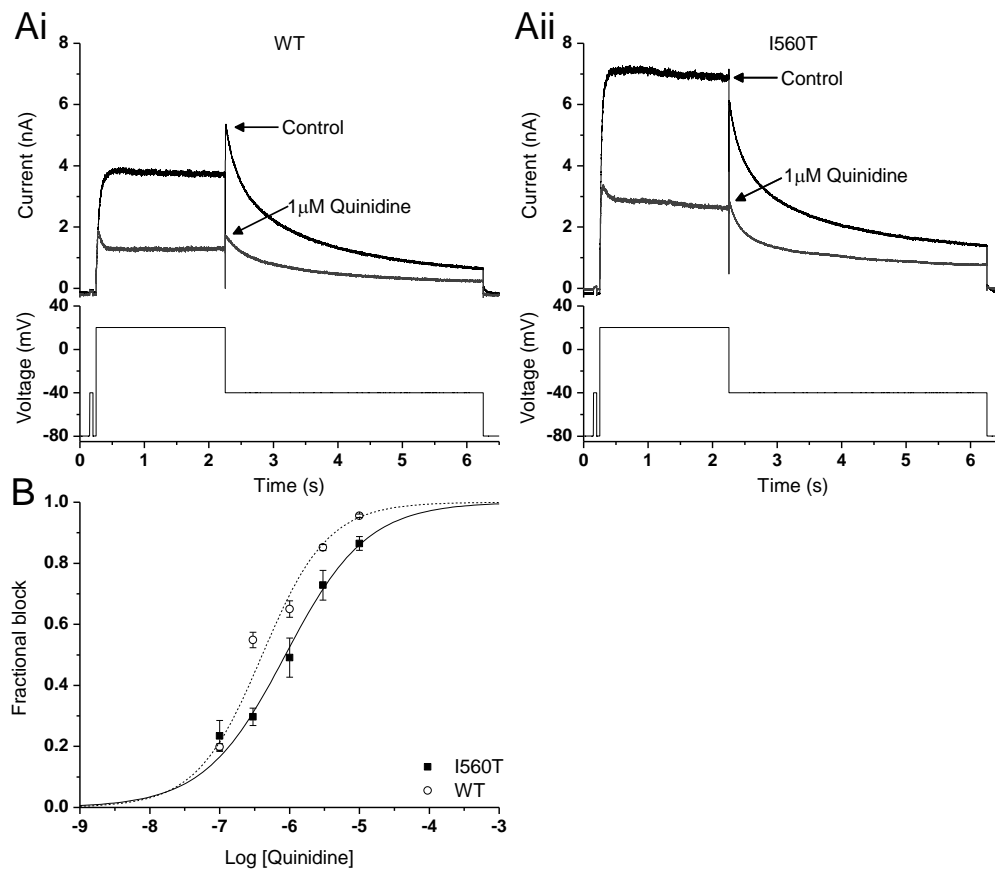 Ai
WT
8
6
4
2
0
Current (nA)
Control
1μM Quinidine
40
0
-40
-80
Voltage (mV)
0 1 2 3 4 5 6
Time (s)
Aii
I560T
8
6
4
2
0
Current (nA)
Control
1μM Quinidine
40
0
-40
-80
Voltage (mV)
0 1 2 3 4 5 6
Time (s)
B
1.0
0.8
0.6
0.4
0.2
0.0
Fractional block
I560T
WT
-9 -8 -7 -6 -5 -4 -3
Log [Quinidine]